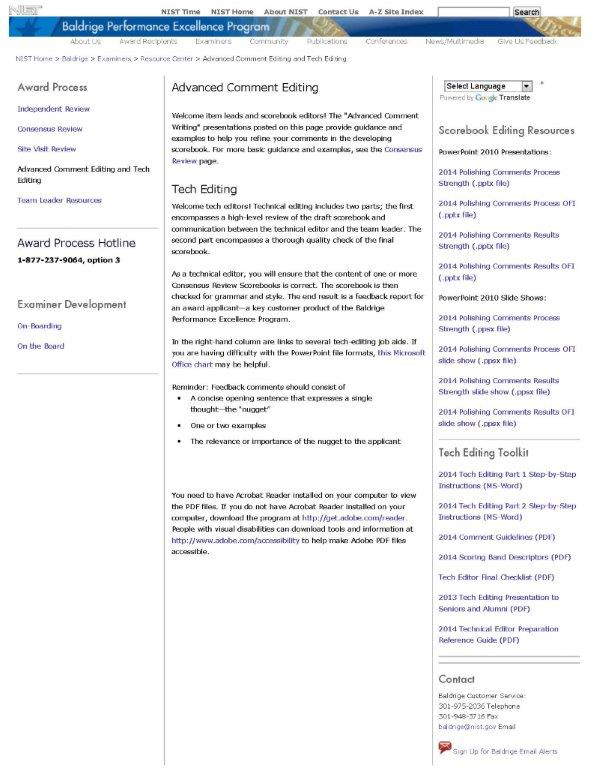 NIST
NIST Time NIST Home About NIST Contact Us A-Z Site Index Search
Baldrige Performance Excellence Program
About Us Award Recipients Examiners Community Publications Conferences News/Multimedia Give Us Feedback
NIST Home > Baldrige > Examiners > Resource Center > Advanced Comment Editing and Tech Editing
Award Process
Independent Review
Consensus Review
Site Visit Review
Advanced Comment Editing and Tech
Editing
Team Leader Resources
Award Process Hotline
1-877-237-9064, option 3
Examiner Development
On-Boarding
On the Board
Advanced Comment Editing
Welcome item leads and scorebook editors! The "Advanced Comment
Writing" presentations posted on this page provide guidance and
examples to help you refine your comments in the developing
scorebook. For more basic guidance and examples, see the Consensus
Review page.
Tech Editing
Welcome tech editors! Technical editing includes two parts; the first
encompasses a high-level review of the draft scorebook and
communication between the technical editor and the team leader. The
second part encompasses a thorough quality check of the final
scorebook.
As a technical editor, you will ensure that the content of one or more
Consensus Review Scorebooks is correct. The scorebook is then
checked for grammar and style. The end result is a feedback report for
an award applicant—a key customer product of the Baldrige
Performance Excellence Program.
In the right-hand column are links to several tech-editing job aids. If
you are having difficulty with the PowerPoint file formats, this Microsoft
Office chart may be helpful.
Reminder: Feedback comments should consist of
• A concise opening sentence that expresses a single
thought—the "nugget"
• One or two examples
• The relevance or importance of the nugget to the applicant
You need to have Acrobat Reader installed on your computer to view
the PDF files. If you do not have Acrobat Reader installed on your
computer, download the program at http://get.adobe.com/reader.
People with visual disabilities can download tools and information at
http://www.adobe.com/accessibility to help make Adobe PDF files
accessible.
Select Language
Powered by Google Translate
Scorebook Editing Resources
PowerPoint 2010 Presentations:
2014 Polishing Comments Process
Strength (.pptx file)
2014 Polishing Comments Process OFI
(.pptx file)
2014 Polishing Comments Results
Strength (.pptx file)
2014 Polishing Comments Results OFI
(.pptx file)
PowerPoint 2010 Slide Shows:
2014 Polishing Comments Process
Strength (.ppsx file)
2014 Polishing Comments Process OFI
slide show (.ppsx file)
2014 Polishing Comments Results
Strength slide show (.ppsx file)
2014 Polishing Comments Results OFI
slide show (.ppsx file)
Tech Editing Toolkit
2014 Tech Editing Part 1 Step-by-Step
Instructions (MS-Word)
2014 Tech Editing Part 2 Step-by-Step
Instructions (MS-Word)
2014 Comment Guidelines (PDF)
2014 Scoring Band Descriptors (PDF)
Tech Editor Final Checklist (PDF)
2013 Tech Editing Presentation to
Seniors and Alumni (PDF)
2014 Technical Editor Preparation
Reference Guide (PDF)
Contact
Baldrige Customer Service:
301-975-2036 Telephone
301-948-3716 Fax
baldrige@nist.gov Email
Sign Up for Baldrige Email Alerts